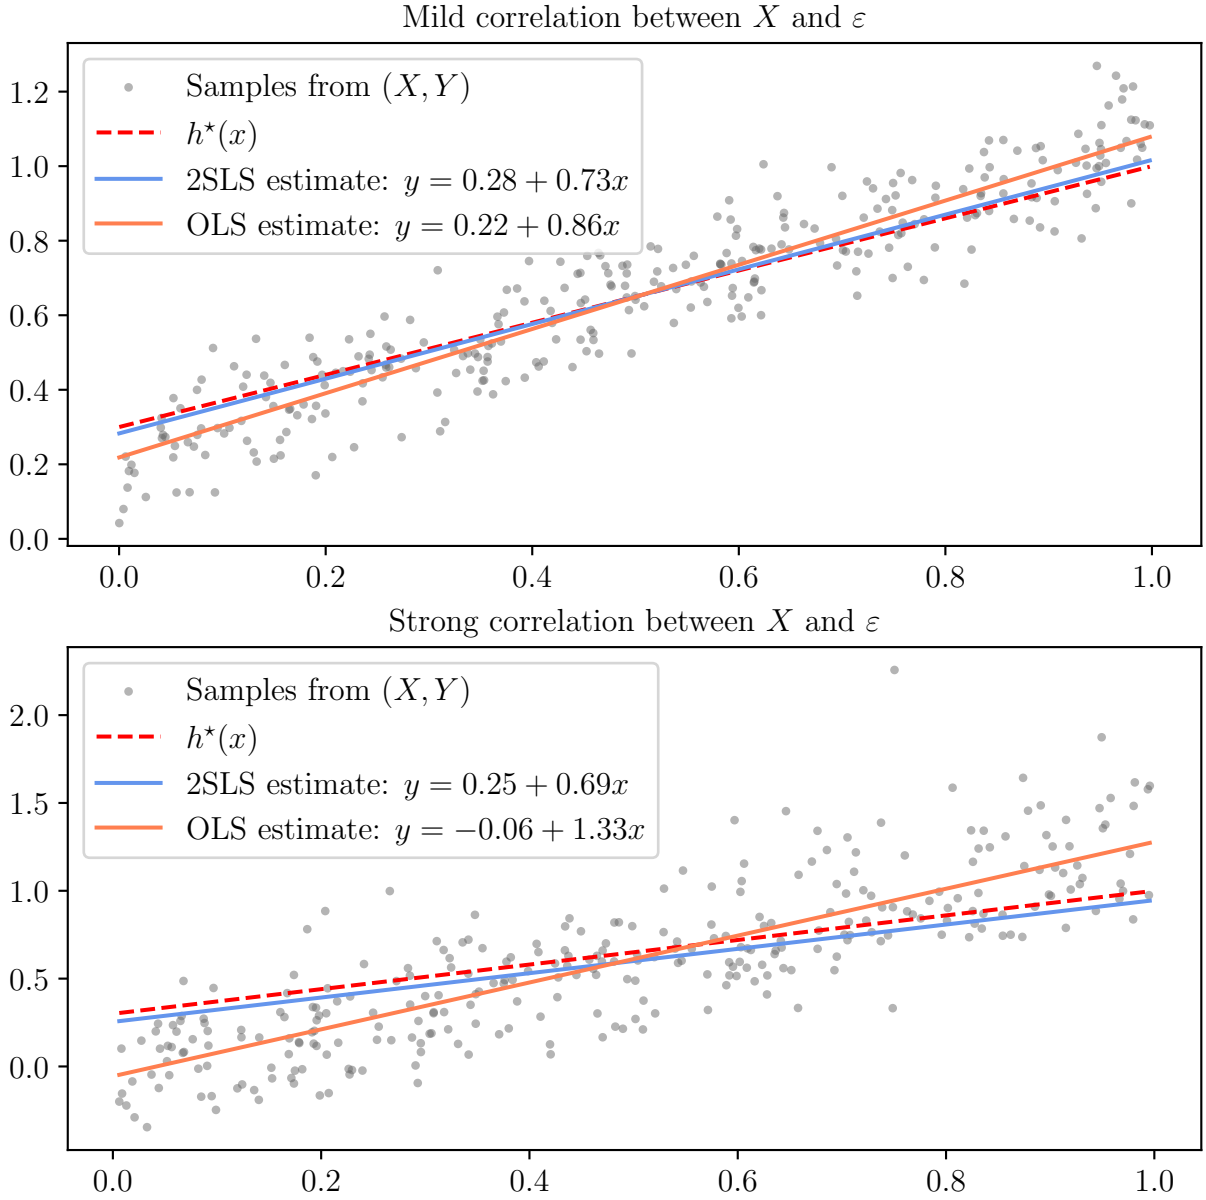 Mild correlation between X and ε
Samples from (X, Y)
h⋆(x)
2SLS estimate: y = 0.28 + 0.73x
OLS estimate: y = 0.22 + 0.86x
1.2
1.0
0.8
0.6
0.4
0.2
0.0
0.0 0.2 0.4 0.6 0.8 1.0
Strong correlation between X and ε
Samples from (X, Y)
h⋆(x)
2SLS estimate: y = 0.25 + 0.69x
OLS estimate: y = −0.06 + 1.33x
2.0
1.5
1.0
0.5
0.0
0.0 0.2 0.4 0.6 0.8 1.0